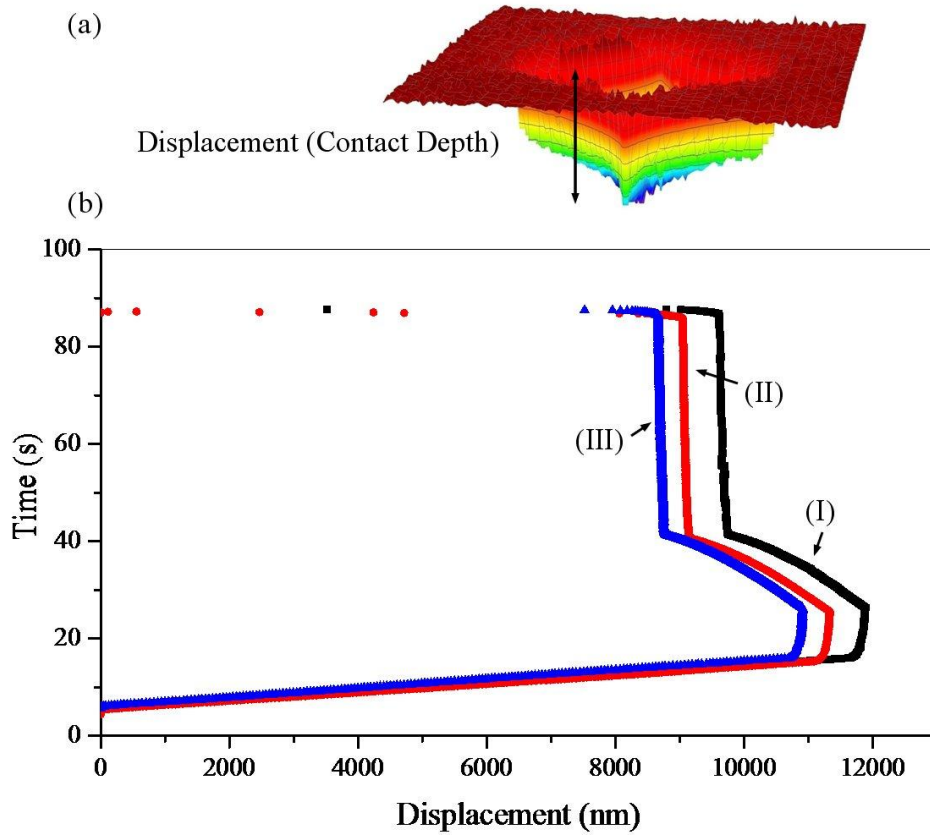 (a)
Displacement (Contact Depth)
(b)
100
80
60
40
20
0
Time (s)
(II)
(III)
(I)
0 2000 4000 6000 8000 10000 12000
Displacement (nm)